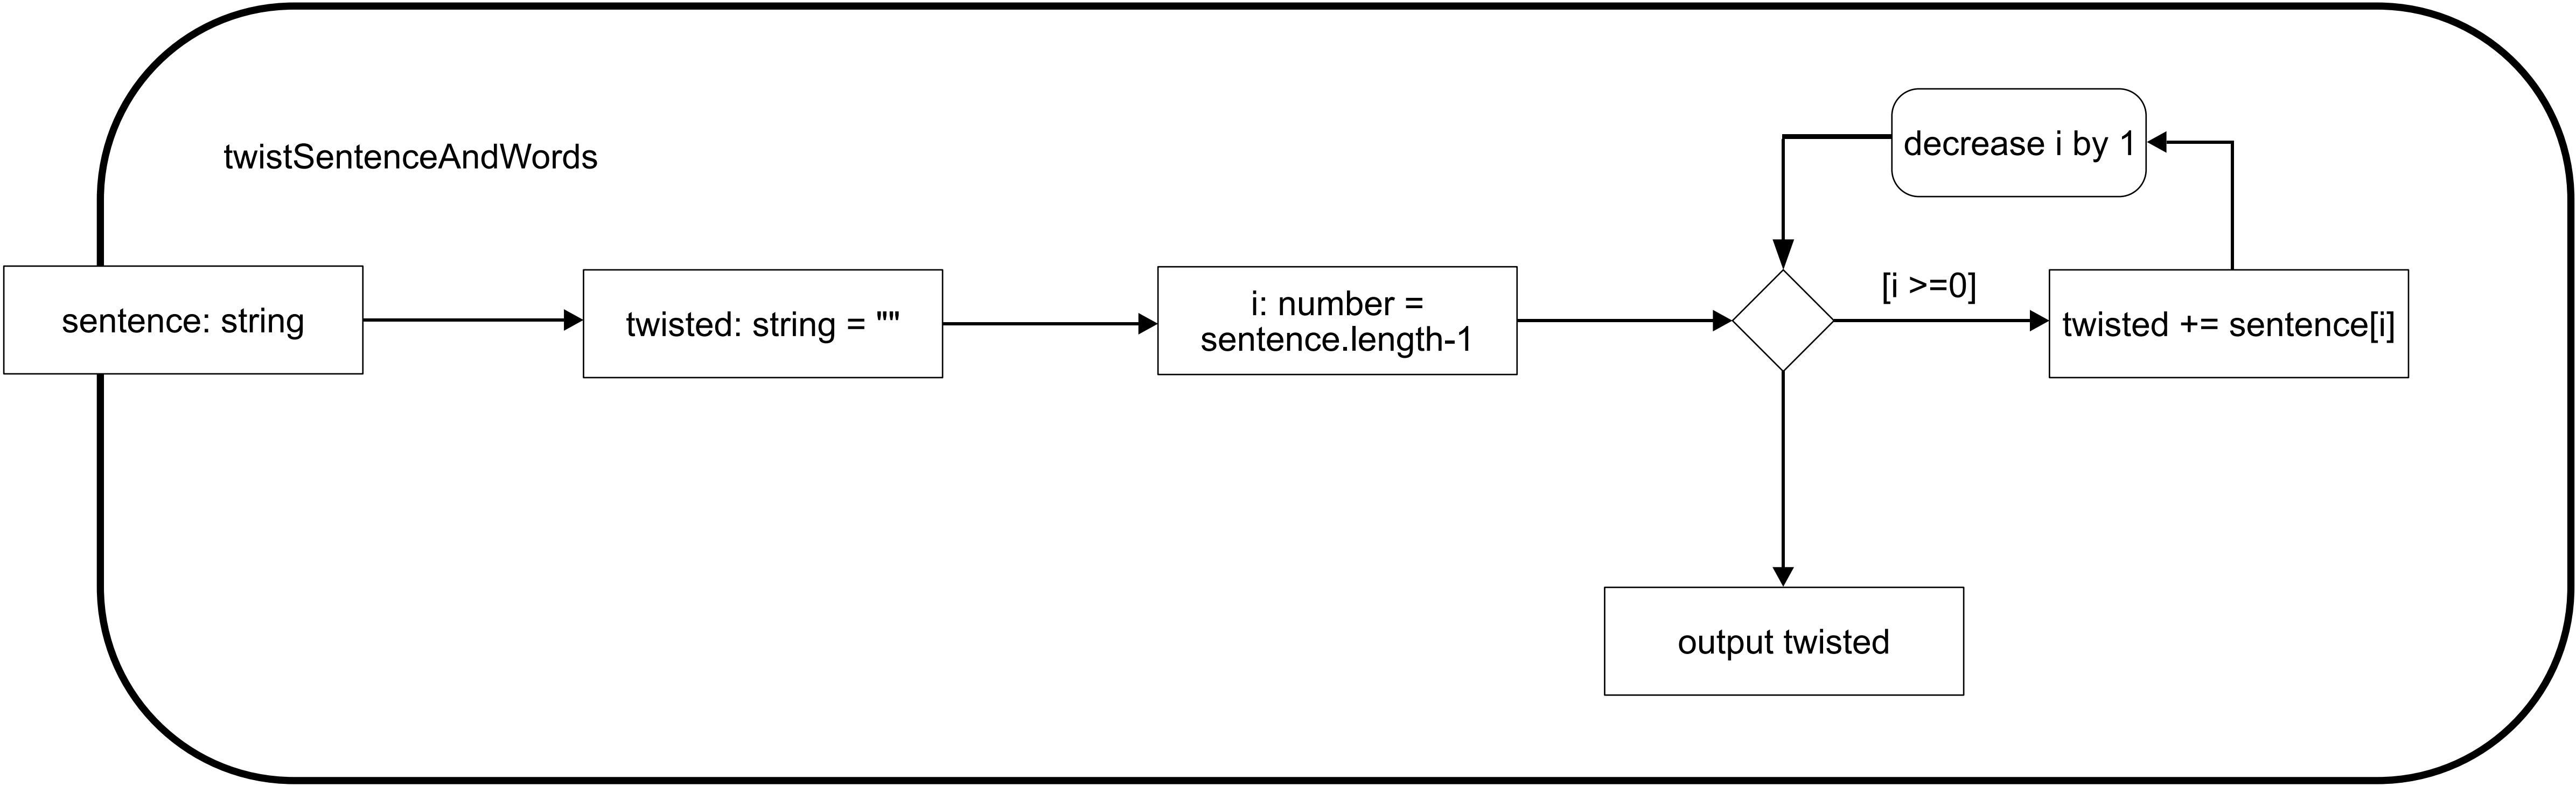 twistSentenceAndWords
sentence: string
twisted: string = ""
i: number =
sentence.length-1
[i >=0]
twisted += sentence[i]
decrease i by 1
output twisted